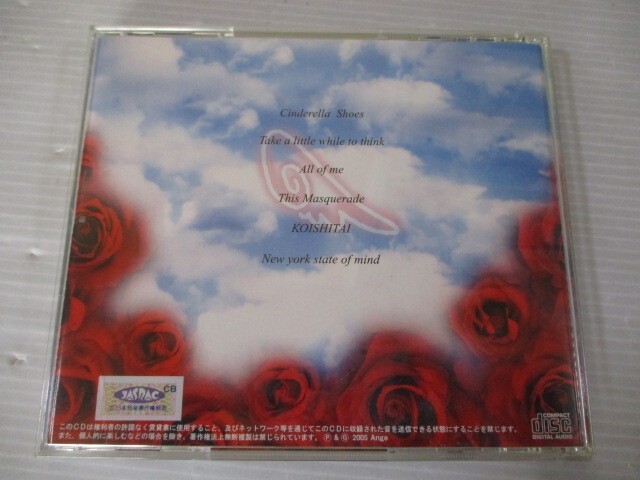 Cinderella Shoes
Take a little while to think
All of me
This Masquerade
KOISHITAI
New york state of mind
JASRAC CB
COMPACT
disc
DIGITAL AUDIO
このCDは権利者の許諾なく賃貸業に使用すること、及びネットワーク等を通じてこのCDに収録された音を送信できる状態にすることを禁じます。
また、個人的に楽しむなどの場合を除き、著作権法上無断複製は禁じられています。 Ⓟ & Ⓒ 2005 Ange